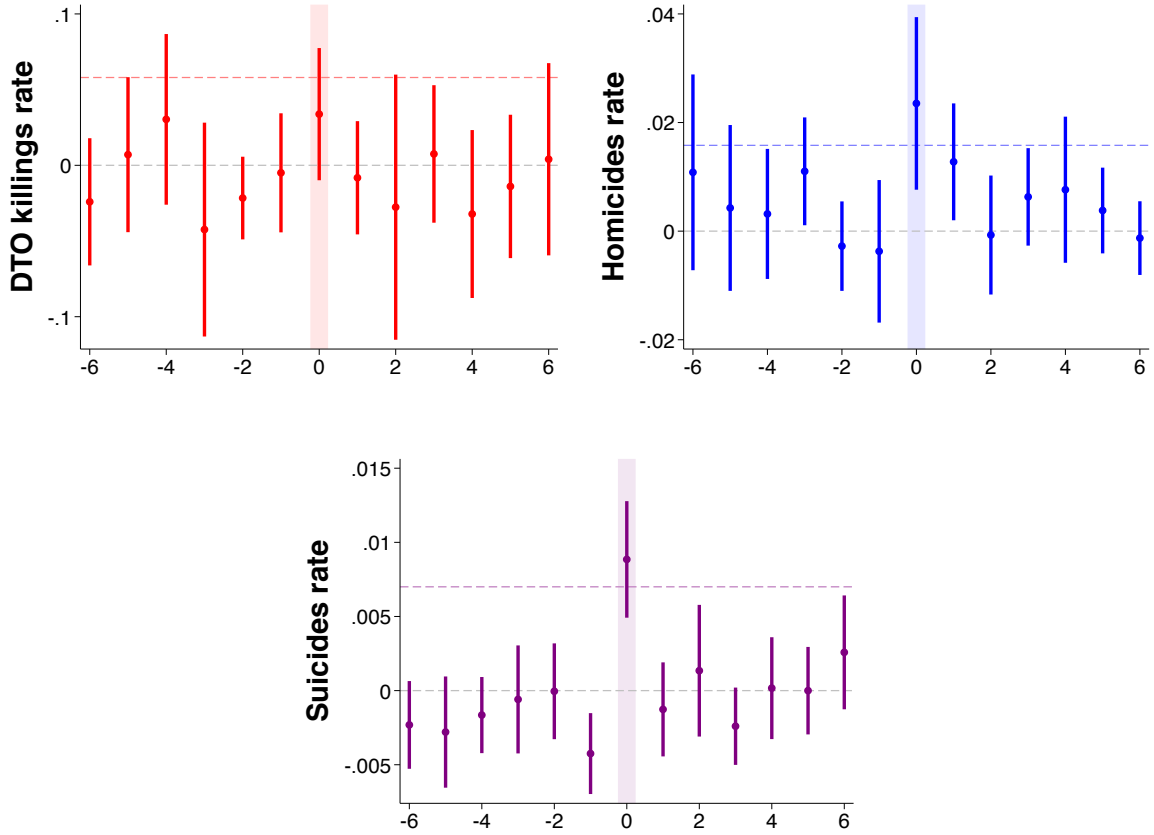 DTO killings rate
.1
0
-.1
-6 -4 -2 0 2 4 6
Homicides rate
.04
.02
0
-.02
-6 -4 -2 0 2 4 6
Suicides rate
.015
.01
.005
0
-.005
-6 -4 -2 0 2 4 6